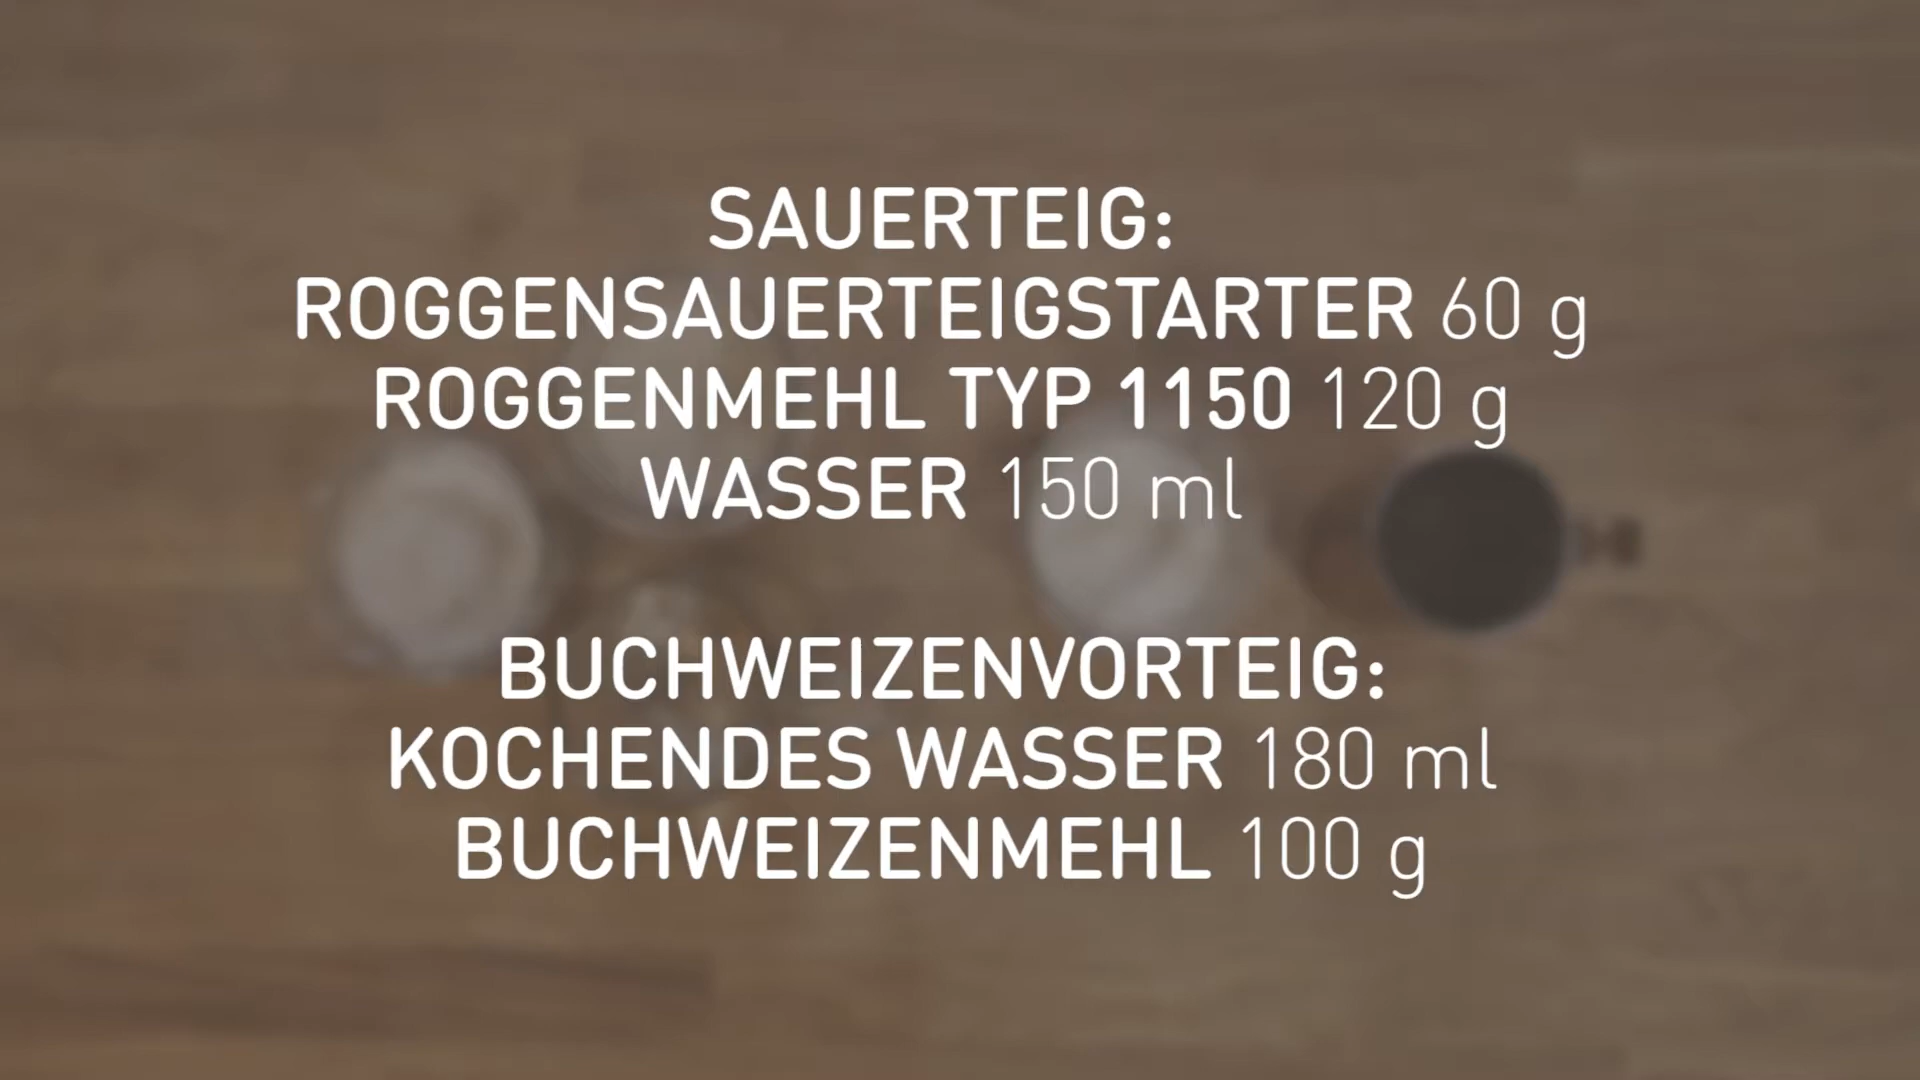 SAUERTEIG:
ROGGENSAUERTEIGSTARTER 60 g
ROGGENMEHL TYP 1150 120 g
WASSER 150 ml
BUCHWEIZENVORTEIG:
KOCHENDES WASSER 180 ml
BUCHWEIZENMEHL 100 g